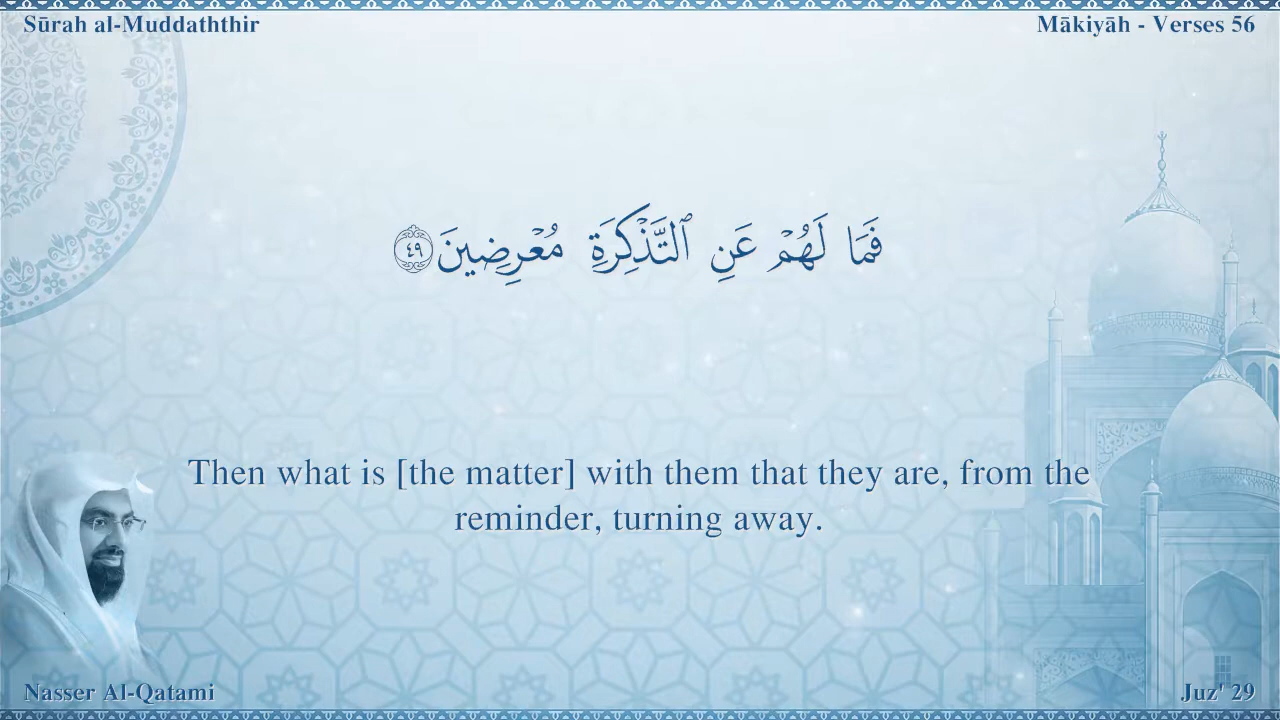 Sūrah al-Muddaththir
Mākiyāh - Verses 56
فَمَا لَهُمْ عَنِ ٱلتَّذْكِرَةِ مُعْرِضِينَ ٤٩
Then what is [the matter] with them that they are, from the
reminder, turning away.
Nasser Al-Qatami
Juz' 29